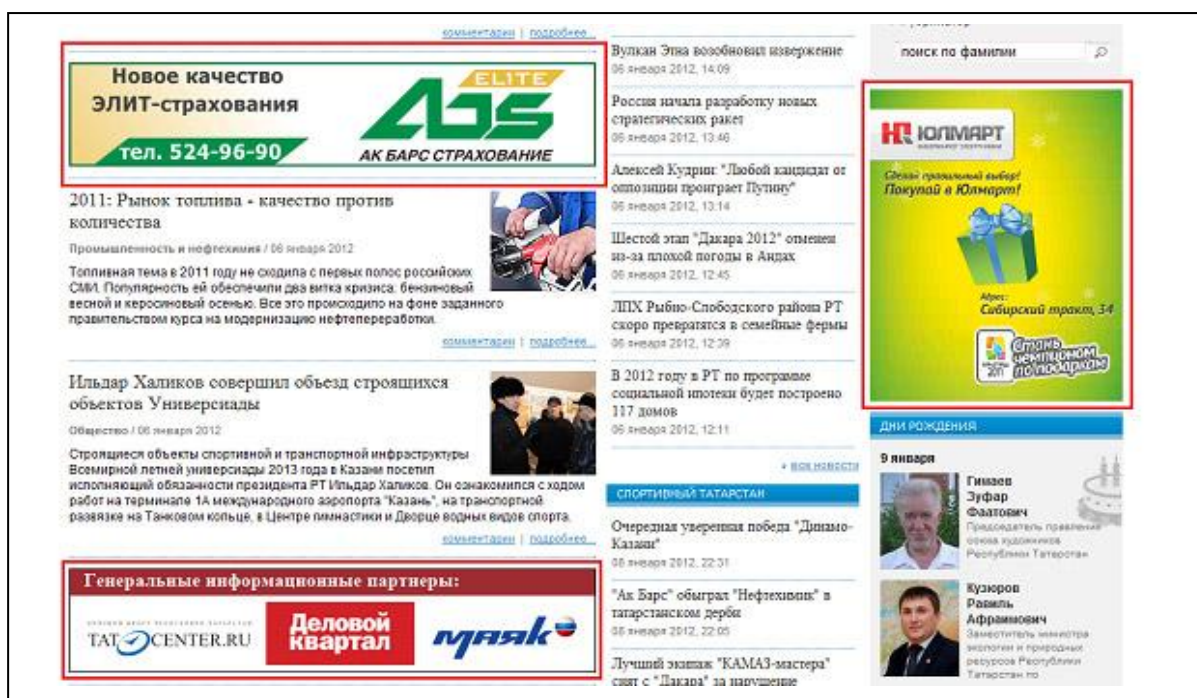 комментарии | подробнее...
Новое качество
ЭЛИТ-страхования
тел. 524-96-90
ELITE
АК БАРС СТРАХОВАНИЕ
2011: Рынок топлива - качество против
количества
Промышленность и нефтехимия / 06 января 2012
Топливная тема в 2011 году не сходила с первых полос российских
СМИ. Популярность ей обеспечили два витка кризиса: бензиновый
весной и керосиновый осенью. Все это происходило на фоне заданного
правительством курса на модернизацию нефтепереработки.
комментарии | подробнее...
Ильдар Халиков совершил объезд строящихся
объектов Универсиады
Общество / 06 января 2012
Строящиеся объекты спортивной и транспортной инфраструктуры
Всемирной летней универсиады 2013 года в Казани посетил
исполняющий обязанности президента РТ Ильдар Халиков. Он ознакомился с ходом
работ на терминале 1А международного аэропорта "Казань", на транспортной
развязке на Танковом кольце, в Центре гимнастики и Дворце водных видов спорта.
комментарии | подробнее...
Генеральные информационные партнеры:
TATCENTER.RU
Деловой
квартал
маяк
Вулкан Этна возобновил извержение
06 января 2012, 14:09
Россия начала разработку новых
стратегических ракет
06 января 2012, 13:46
Алексей Кудрин: "Любой кандидат от
оппозиции проиграет Путину"
06 января 2012, 13:14
Шестой этап "Дакара 2012" отменен
из-за плохой погоды в Андах
06 января 2012, 12:45
ЛПХ Рыбно-Слободского района РТ
скоро превратятся в семейные фермы
06 января 2012, 12:39
В 2012 году в РТ по программе
социальной ипотеки будет построено
117 домов
06 января 2012, 12:11
все новости
СПОРТИВНЫЙ ТАТАРСТАН
Очередная уверенная победа "Динамо-
Казани"
06 января 2012, 22:31
"Ак Барс" обыграл "Нефтехимик" в
татарстанском дерби
06 января 2012, 22:05
Лучший экипаж "КАМАЗ-мастера"
снят с "Дакара" за нарушение
поиск по фамилии
ЮЛМАРТ
Сделай правильный выбор!
Покупай в Юлмарт!
Адрес:
Сибирский тракт, 34
Стань
чемпионом
по подаркам
2011
ДНИ РОЖДЕНИЯ
9 января
Гимаев
Зуфар
Фаатович
Председатель правления
союза художников
Республики Татарстан
Кузюров
Равиль
Афраимович
Заместитель министра
экологии и природных
ресурсов Республики
Татарстан по